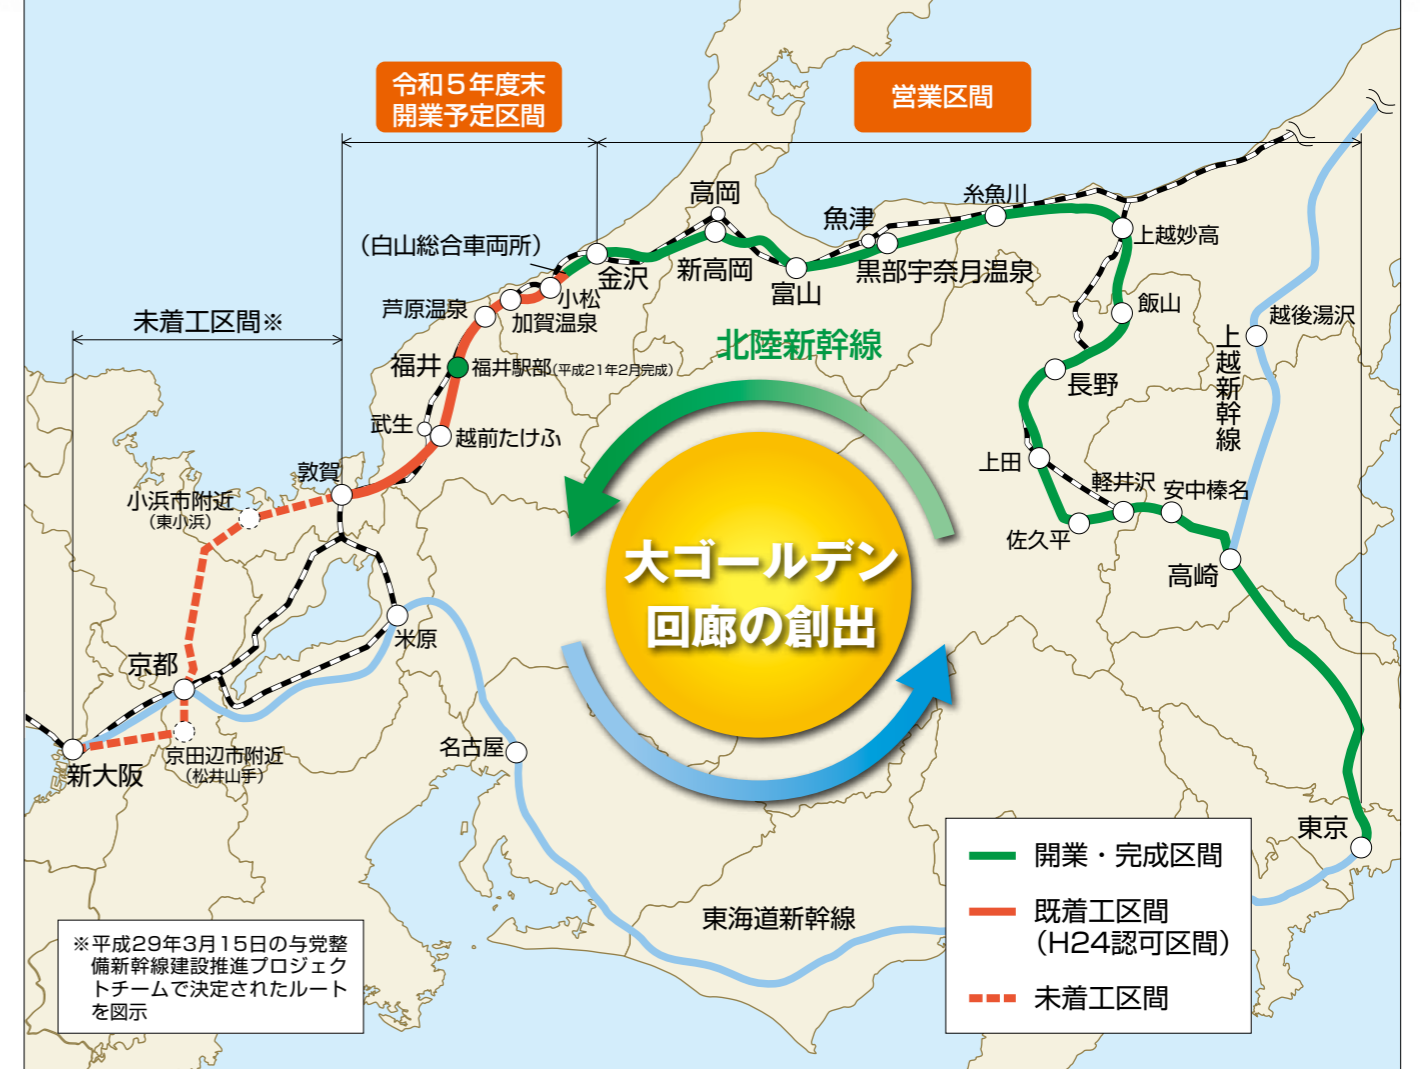 令和5年度末
開業予定区間
営業区間
未着工区間※
(白山総合車両所)
高岡
新高岡
金沢
富山
魚津
黒部宇奈月温泉
糸魚川
上越妙高
飯山
長野
上田
佐久平
軽井沢
安中榛名
高崎
東京
越後湯沢
上越新幹線
北陸新幹線
小松
加賀温泉
芦原温泉
福井
福井駅部(平成21年2月完成)
武生
越前たけふ
敦賀
小浜市附近
(東小浜)
京都
米原
新大阪
京田辺市附近
(松井山手)
名古屋
東海道新幹線
大ゴールデン
回廊の創出
開業・完成区間
既着工区間
(H24認可区間)
未着工区間
※平成29年3月15日の与党整
備新幹線建設推進プロジェク
トチームで決定されたルート
を図示